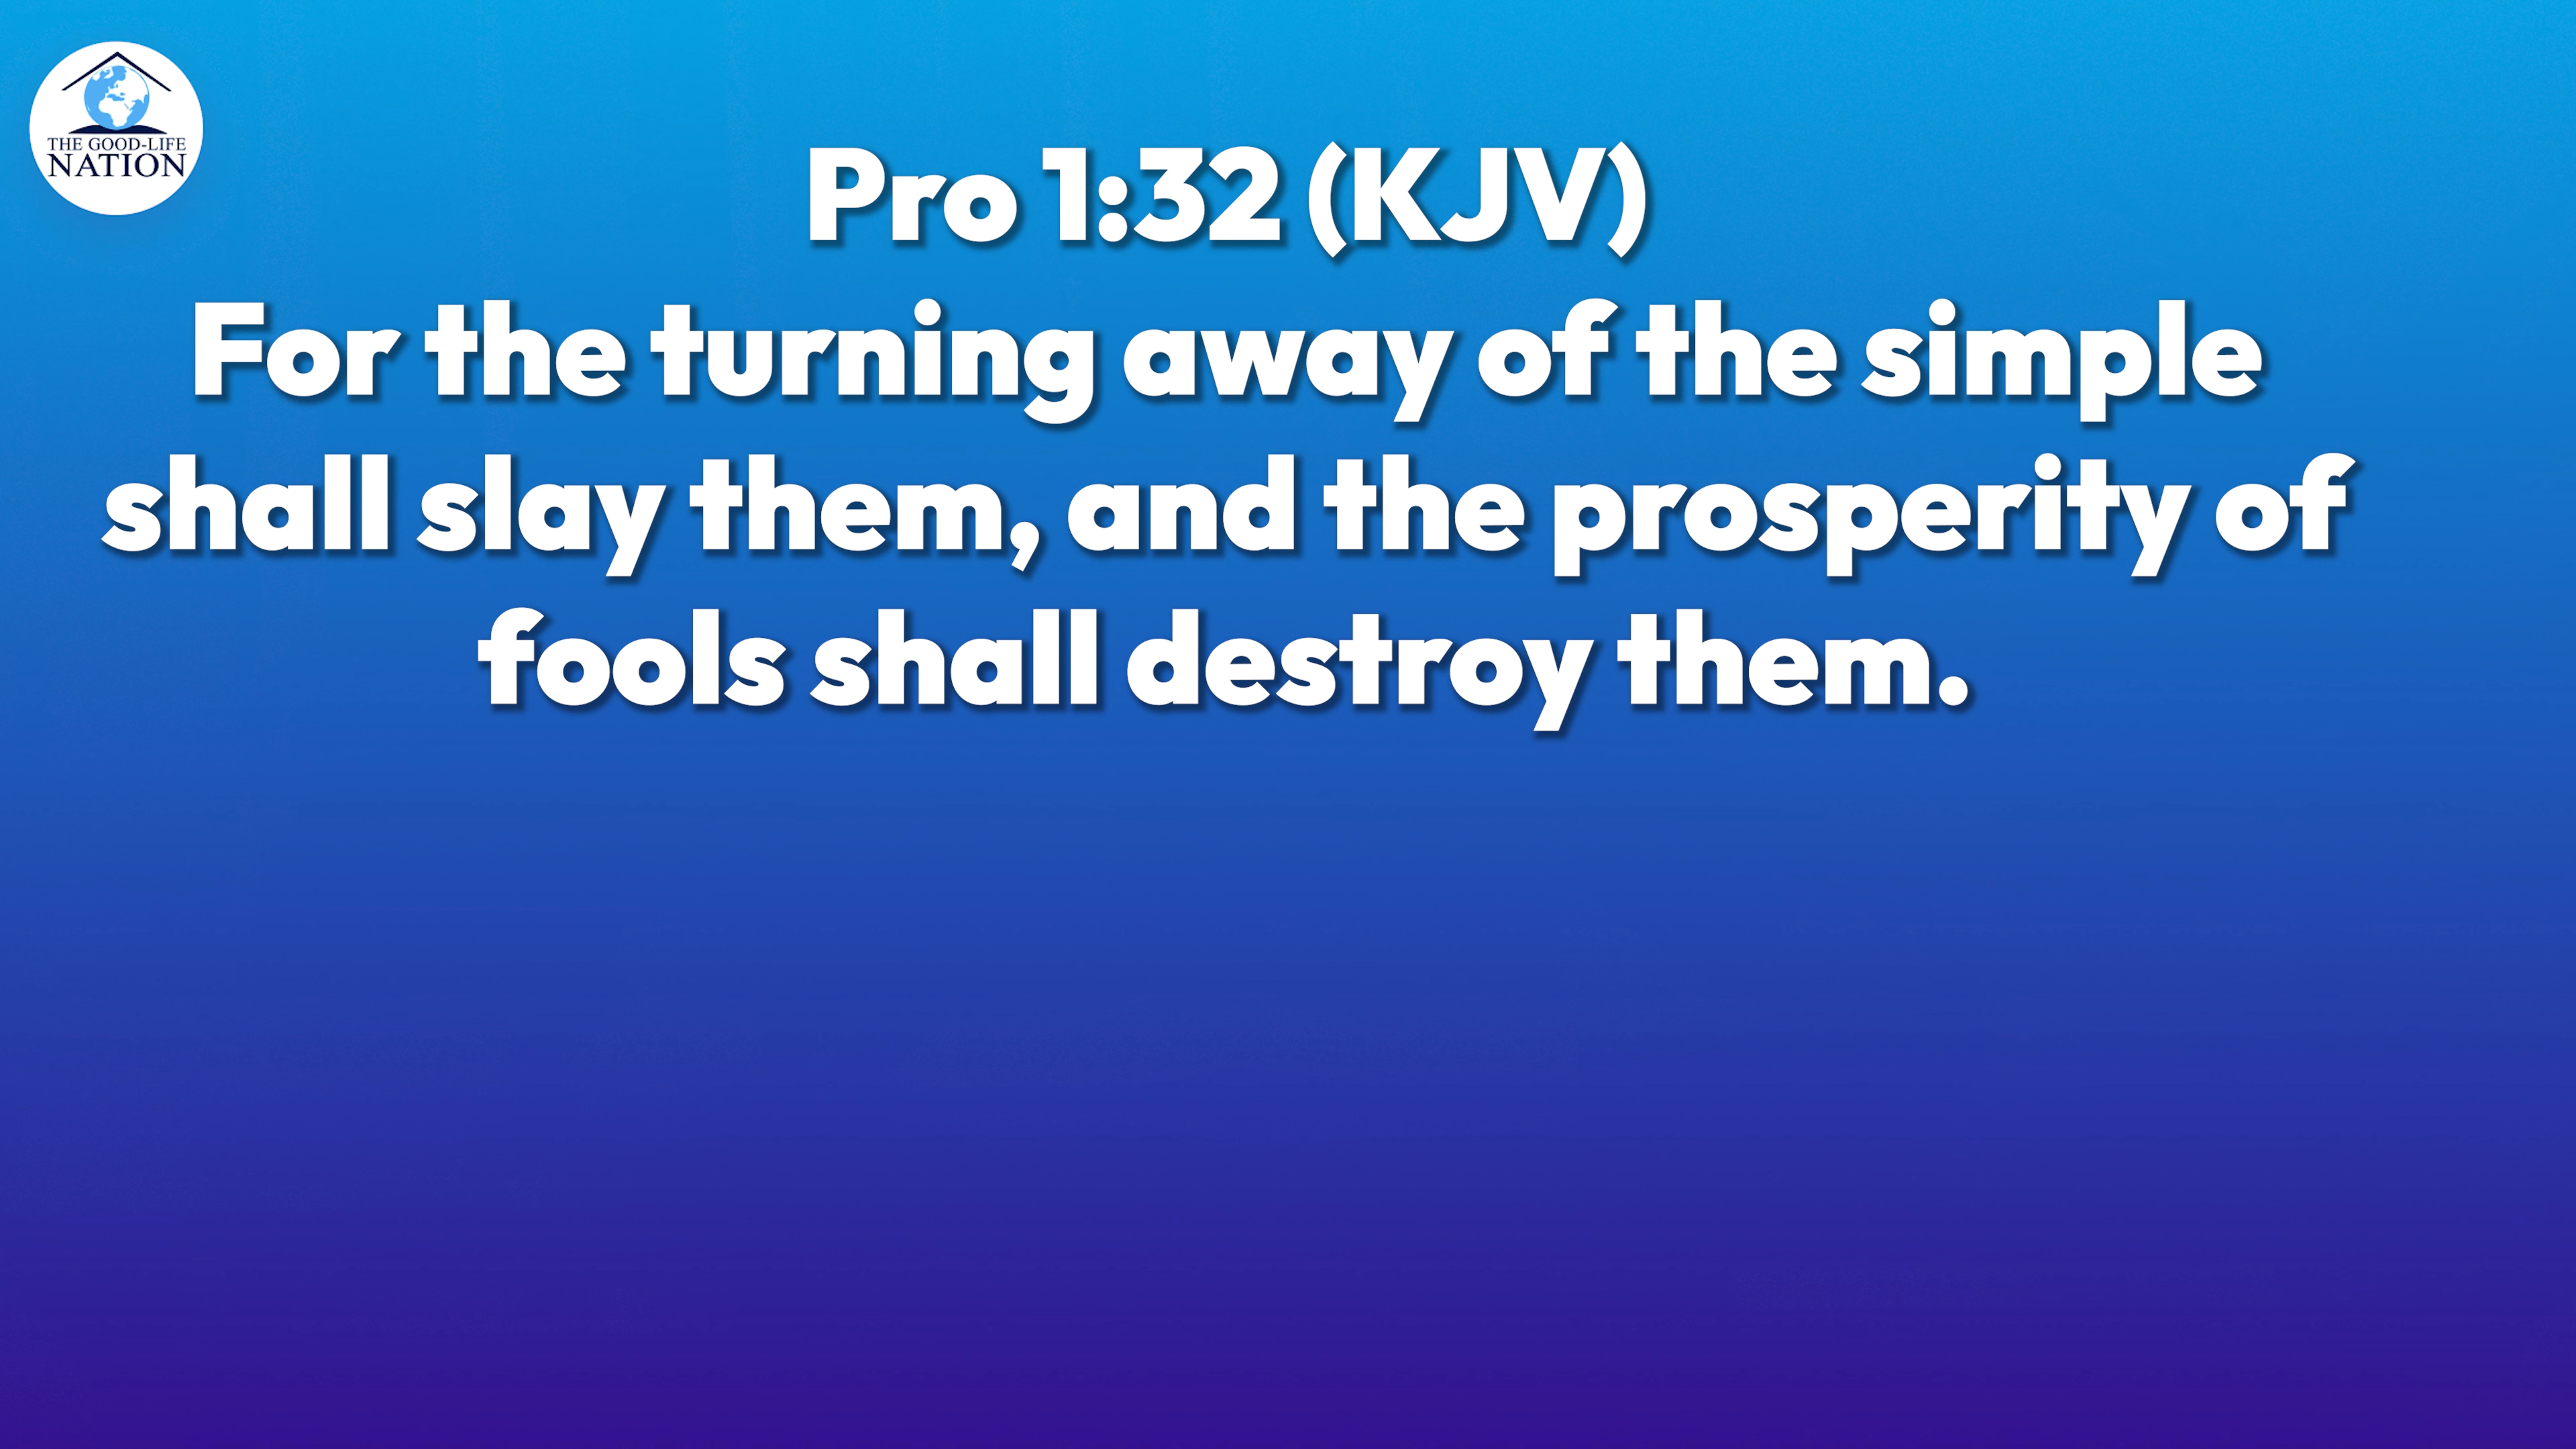 THE GOOD-LIFE
NATION
Pro 1:32 (KJV)
For the turning away of the simple
shall slay them, and the prosperity of
fools shall destroy them.